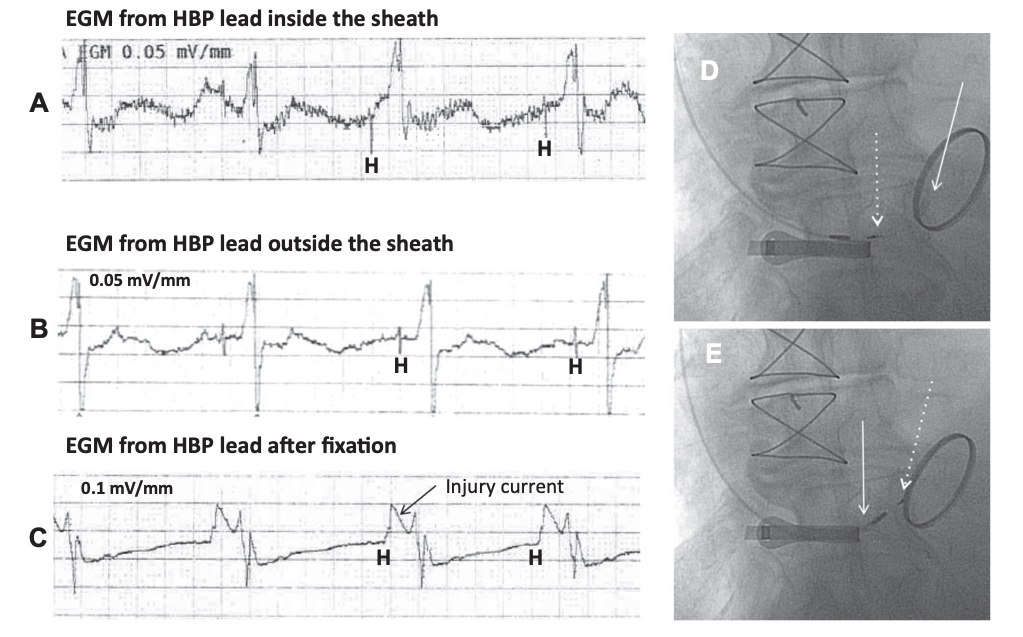 EGM from HBP lead inside the sheath
EGM 0.05 mV/mm
A
H
H
EGM from HBP lead outside the sheath
0.05 mV/mm
B
H
H
EGM from HBP lead after fixation
0.1 mV/mm
Injury current
C
H
H
D
E